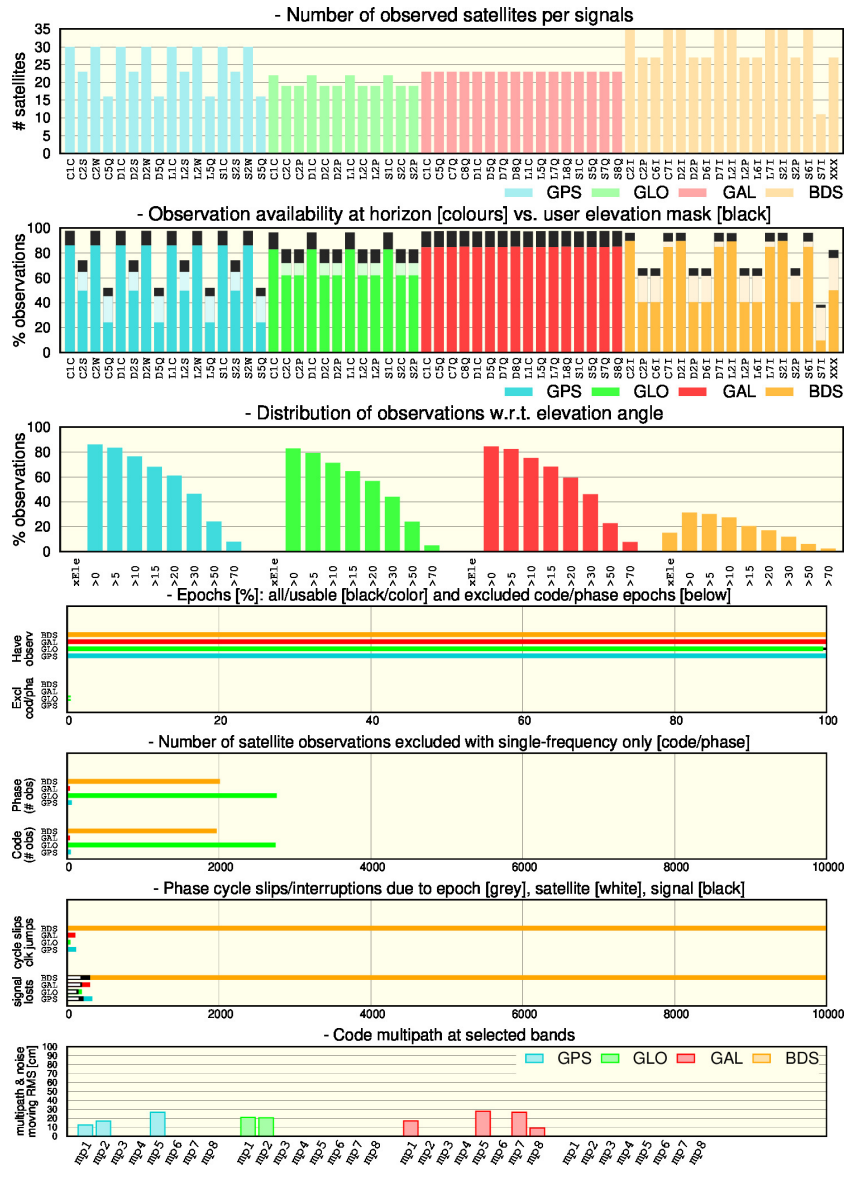 - Number of observed satellites per signals
# satellites
35
30
25
20
15
10
5
0
C1C C2S C2W C5Q D1C D2S D2W D5Q L1C L2S L2W L5Q S1C S2S S2W S5Q C1C C2C C2P D1C D2C D2P L1C L2C L2P S1C S2C S2P C1C C5Q C7Q C8Q D1C D5Q D7Q D8Q L1C L5Q L7Q L8Q S1C S5Q S7Q S8Q C2I C2P C6I C7I D2I D2P D6I D7I L2I L2P L6I L7I S2I S2P S6I S7I XXX
GPS GLO GAL BDS
- Observation availability at horizon [colours] vs. user elevation mask [black]
% observations
100
80
60
40
20
0
C1C C2S C2W C5Q D1C D2S D2W D5Q L1C L2S L2W L5Q S1C S2S S2W S5Q C1C C2C C2P D1C D2C D2P L1C L2C L2P S1C S2C S2P C1C C5Q C7Q C8Q D1C D5Q D7Q D8Q L1C L5Q L7Q L8Q S1C S5Q S7Q S8Q C2I C2P C6I C7I D2I D2P D6I D7I L2I L2P L6I L7I S2I S2P S6I S7I XXX
GPS GLO GAL BDS
- Distribution of observations w.r.t. elevation angle
% observations
100
80
60
40
20
0
xEle >0 >5 >10 >15 >20 >30 >50 >70 xEle >0 >5 >10 >15 >20 >30 >50 >70 xEle >0 >5 >10 >15 >20 >30 >50 >70 xEle >0 >5 >10 >15 >20 >30 >50 >70
- Epochs [%]: all/usable [black/color] and excluded code/phase epochs [below]
Have
observ
BDS
GAL
GLO
GPS
Excl
cod/pha
BDS
GAL
GLO
GPS
0 20 40 60 80 100
- Number of satellite observations excluded with single-frequency only [code/phase]
Phase
(# obs)
BDS
GAL
GLO
GPS
Code
(# obs)
BDS
GAL
GLO
GPS
0 2000 4000 6000 8000 10000
- Phase cycle slips/interruptions due to epoch [grey], satellite [white], signal [black]
cycle slips
clk jumps
BDS
GAL
GLO
GPS
signal
losts
BDS
GAL
GLO
GPS
0 2000 4000 6000 8000 10000
- Code multipath at selected bands
multipath & noise
moving RMS [cm]
100
90
80
70
60
50
40
30
20
10
0
GPS GLO GAL BDS
mp1 mp2 mp3 mp4 mp5 mp6 mp7 mp8 mp1 mp2 mp3 mp4 mp5 mp6 mp7 mp8 mp1 mp2 mp3 mp4 mp5 mp6 mp7 mp8 mp1 mp2 mp3 mp4 mp5 mp6 mp7 mp8